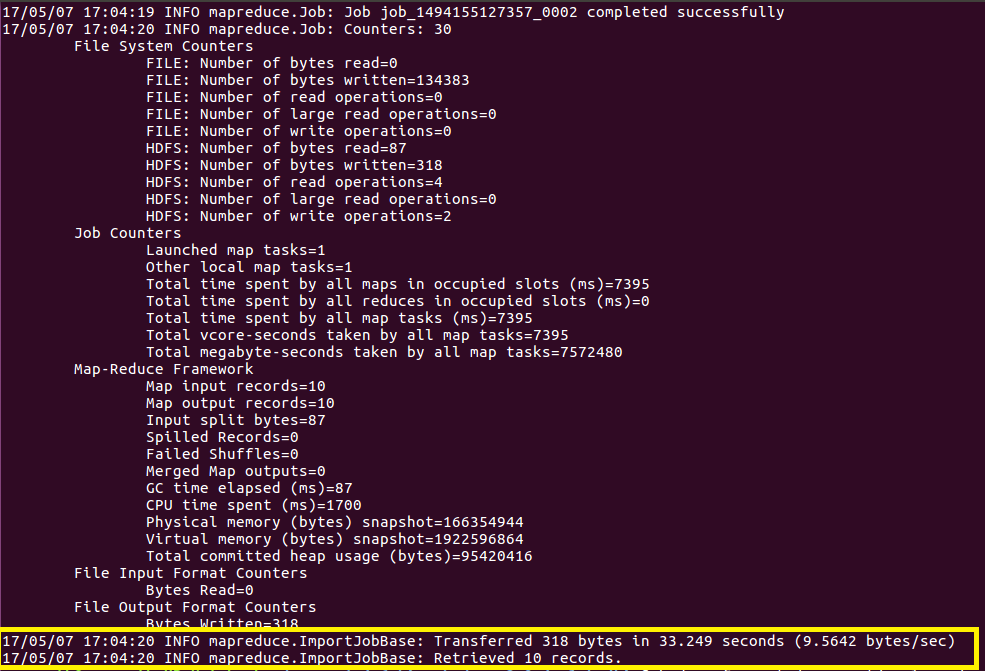 17/05/07 17:04:19 INFO mapreduce.Job: Job job_1494155127357_0002 completed successfully
17/05/07 17:04:20 INFO mapreduce.Job: Counters: 30
File System Counters
FILE: Number of bytes read=0
FILE: Number of bytes written=134383
FILE: Number of read operations=0
FILE: Number of large read operations=0
FILE: Number of write operations=0
HDFS: Number of bytes read=87
HDFS: Number of bytes written=318
HDFS: Number of read operations=4
HDFS: Number of large read operations=0
HDFS: Number of write operations=2
Job Counters
Launched map tasks=1
Other local map tasks=1
Total time spent by all maps in occupied slots (ms)=7395
Total time spent by all reduces in occupied slots (ms)=0
Total time spent by all map tasks (ms)=7395
Total vcore-seconds taken by all map tasks=7395
Total megabyte-seconds taken by all map tasks=7572480
Map-Reduce Framework
Map input records=10
Map output records=10
Input split bytes=87
Spilled Records=0
Failed Shuffles=0
Merged Map outputs=0
GC time elapsed (ms)=87
CPU time spent (ms)=1700
Physical memory (bytes) snapshot=166354944
Virtual memory (bytes) snapshot=1922596864
Total committed heap usage (bytes)=95420416
File Input Format Counters
Bytes Read=0
File Output Format Counters
Bytes Written=318
17/05/07 17:04:20 INFO mapreduce.ImportJobBase: Transferred 318 bytes in 33.249 seconds (9.5642 bytes/sec)
17/05/07 17:04:20 INFO mapreduce.ImportJobBase: Retrieved 10 records.